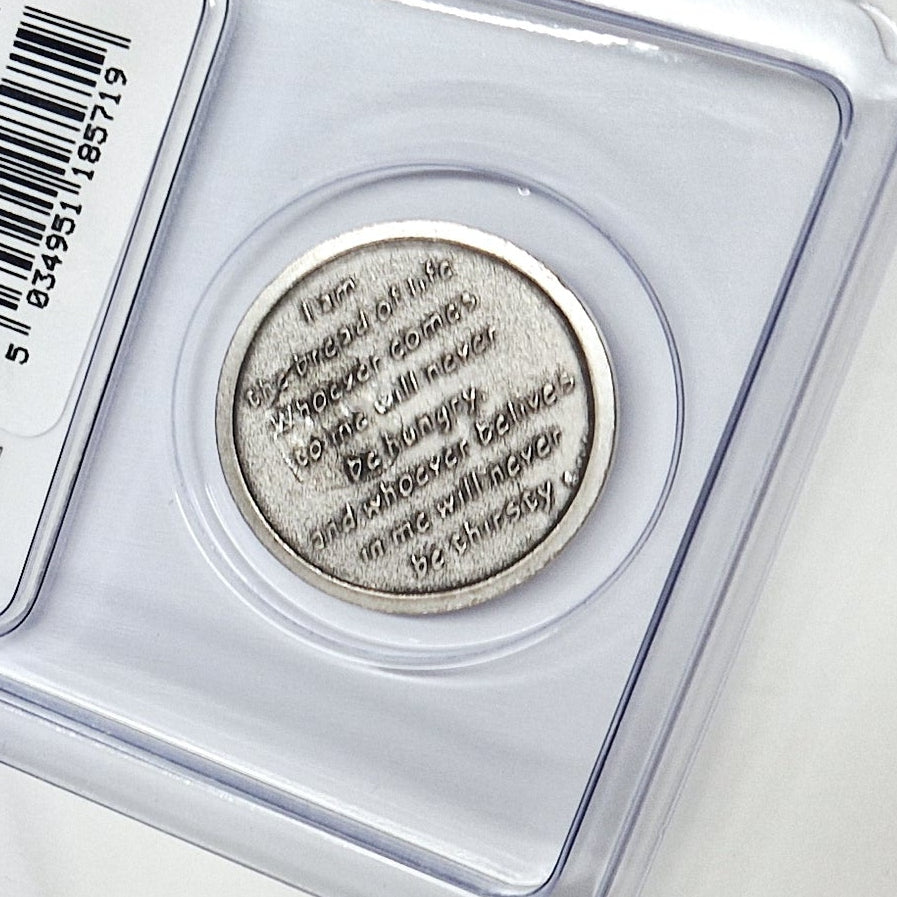 I am
the bread of life
Whoever comes
to me will never
be hungry
and whoever belives
in me will never
be thirsty.
5 034951 185719